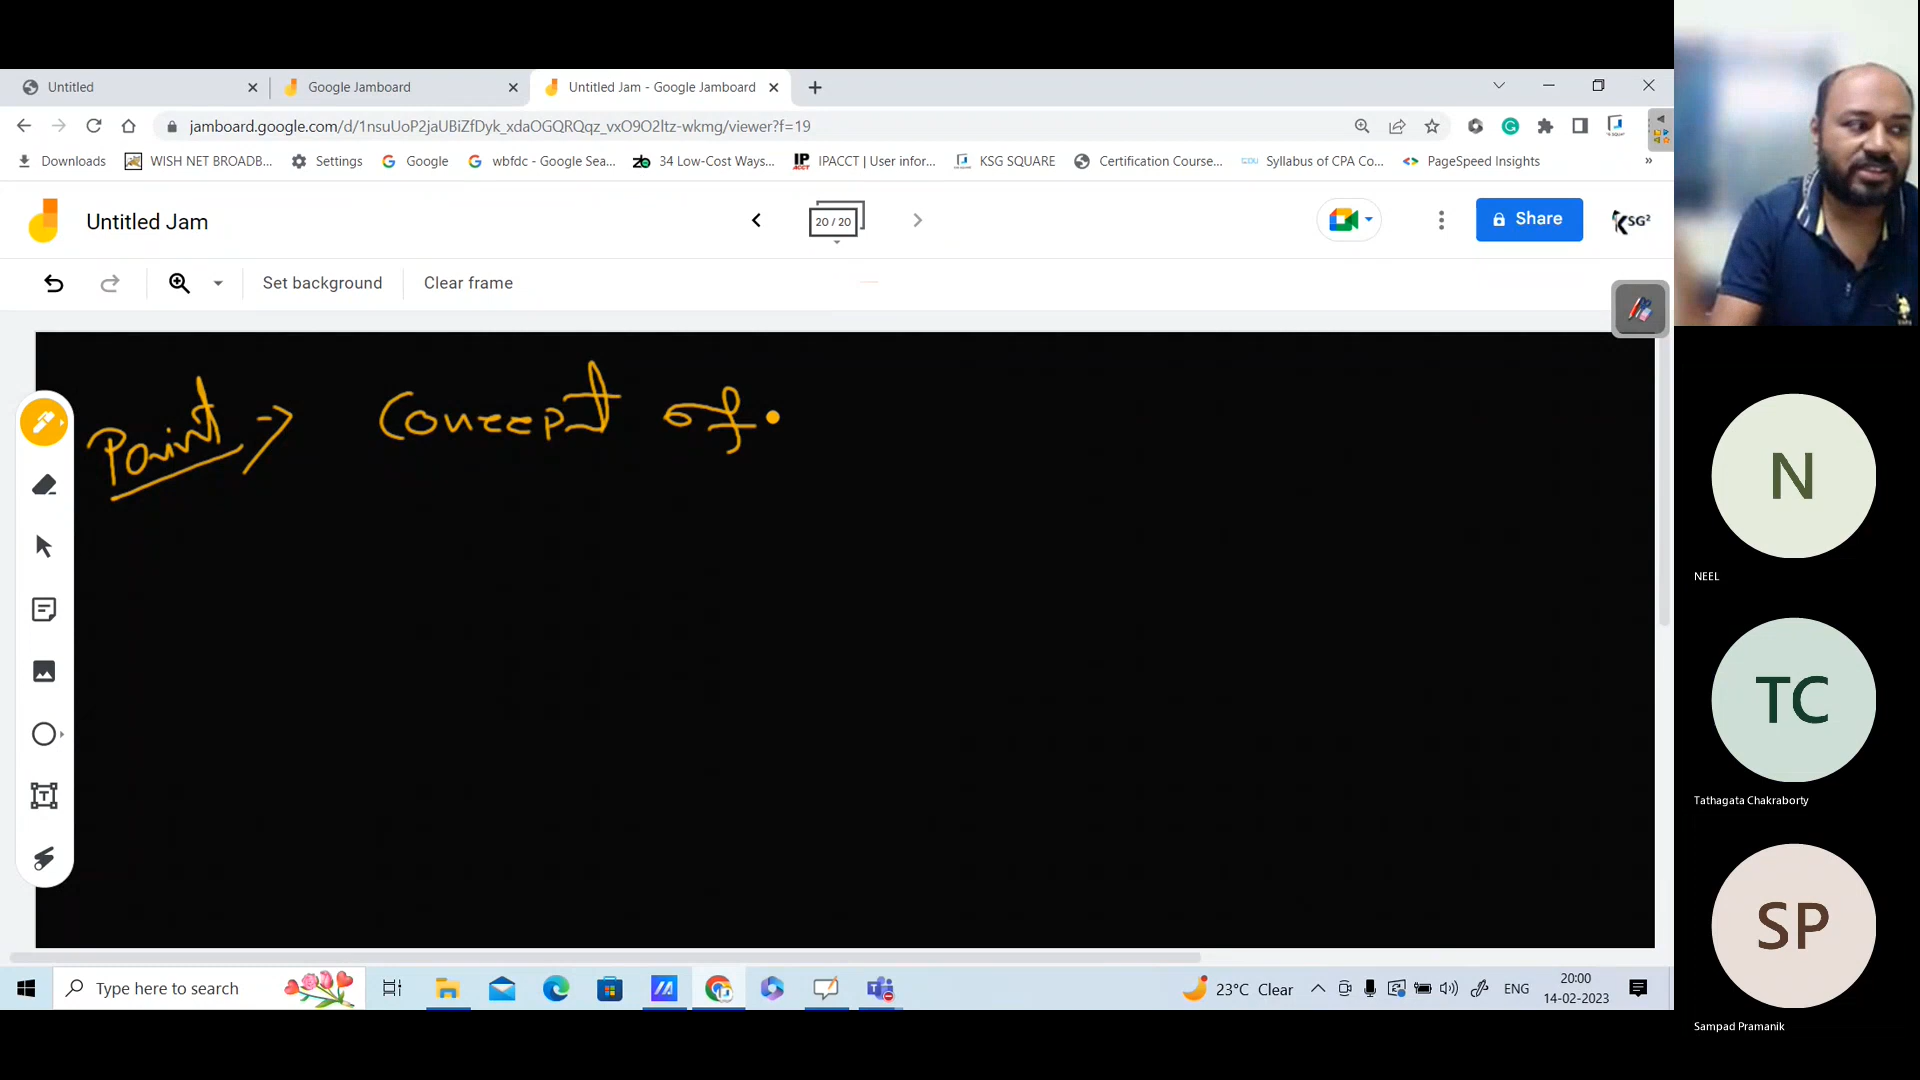 Untitled
Google Jamboard
Untitled Jam - Google Jamboard
jamboard.google.com/d/1nsuUoP2jaUBiZfDyk_xdaOGQRQqz_vxO9O2ltz-wkmg/viewer?f=19
Downloads WISH NET BROADB... Settings Google wbfdc - Google Sea... 34 Low-Cost Ways... IPACCT | User infor... KSG SQUARE Certification Course... Syllabus of CPA Co... PageSpeed Insights »
Untitled Jam
20 / 20
Share
KSG²
Set background Clear frame
Point → Concept of
N
NEEL
TC
Tathagata Chakraborty
SP
Sampad Pramanik
Type here to search
23°C Clear
ENG
20:00
14-02-2023